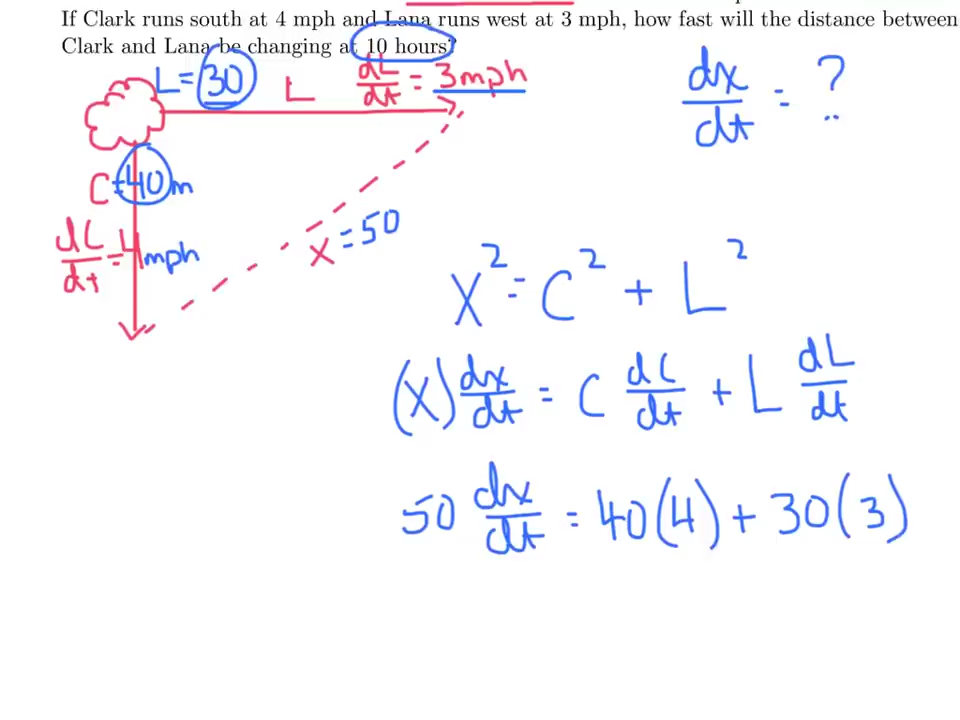 If Clark runs south at 4 mph and Lana runs west at 3 mph, how fast will the distance between
Clark and Lana be changing at 10 hours?
L = 30
L
dL/dt = 3mph
dx/dt = ?
C = 40 m
dC/dt = 4mph
x = 50
X² = C² + L²
(X) dx/dt = C dC/dt + L dL/dt
50 dx/dt = 40(4) + 30(3)